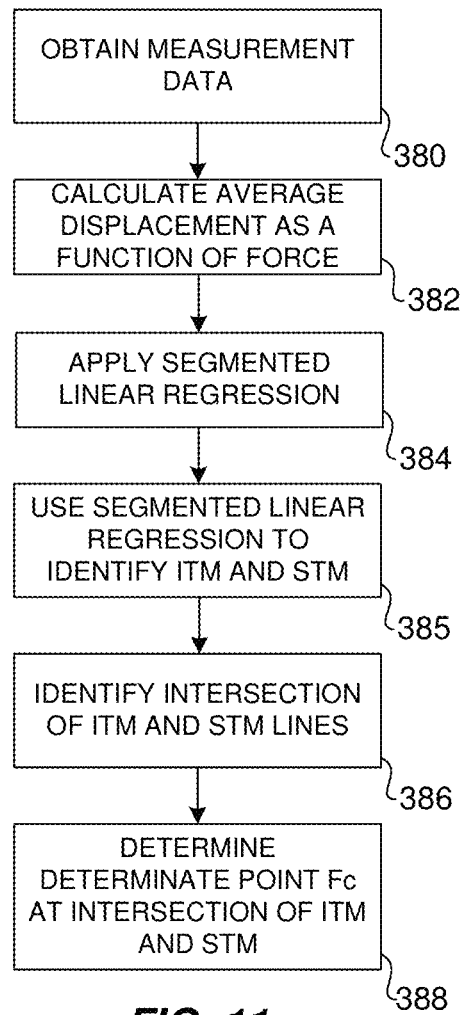 OBTAIN MEASUREMENT
DATA
380
CALCULATE AVERAGE
DISPLACEMENT AS A
FUNCTION OF FORCE
382
APPLY SEGMENTED
LINEAR REGRESSION
384
USE SEGMENTED LINEAR
REGRESSION TO
IDENTIFY ITM AND STM
385
IDENTIFY INTERSECTION
OF ITM AND STM LINES
386
DETERMINE
DETERMINATE POINT Fc
AT INTERSECTION OF ITM
AND STM
388
FIG. 11